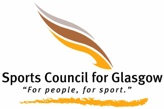 Sports Council for Glasgow
"For people, for sport."